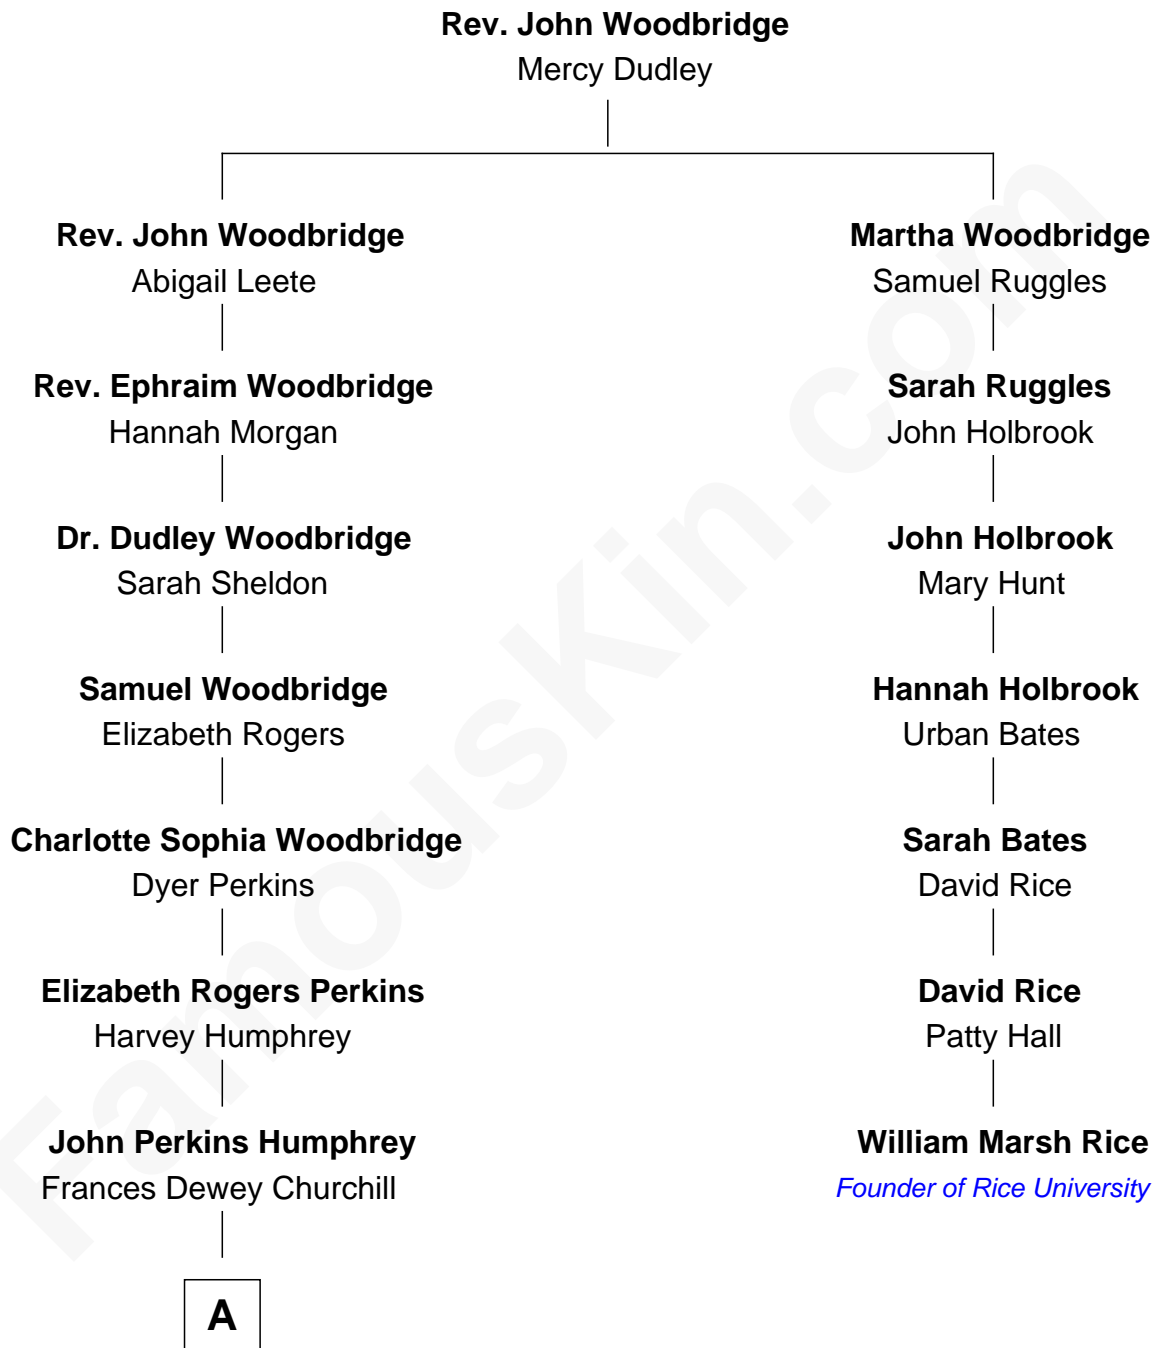 Rev. John Woodbridge
Mercy Dudley
Rev. John Woodbridge
Abigail Leete
Martha Woodbridge
Samuel Ruggles
Rev. Ephraim Woodbridge
Hannah Morgan
Sarah Ruggles
John Holbrook
Dr. Dudley Woodbridge
Sarah Sheldon
John Holbrook
Mary Hunt
Samuel Woodbridge
Elizabeth Rogers
Hannah Holbrook
Urban Bates
Charlotte Sophia Woodbridge
Dyer Perkins
Sarah Bates
David Rice
Elizabeth Rogers Perkins
Harvey Humphrey
David Rice
Patty Hall
John Perkins Humphrey
Frances Dewey Churchill
William Marsh Rice
Founder of Rice University
A
FamousKin.com